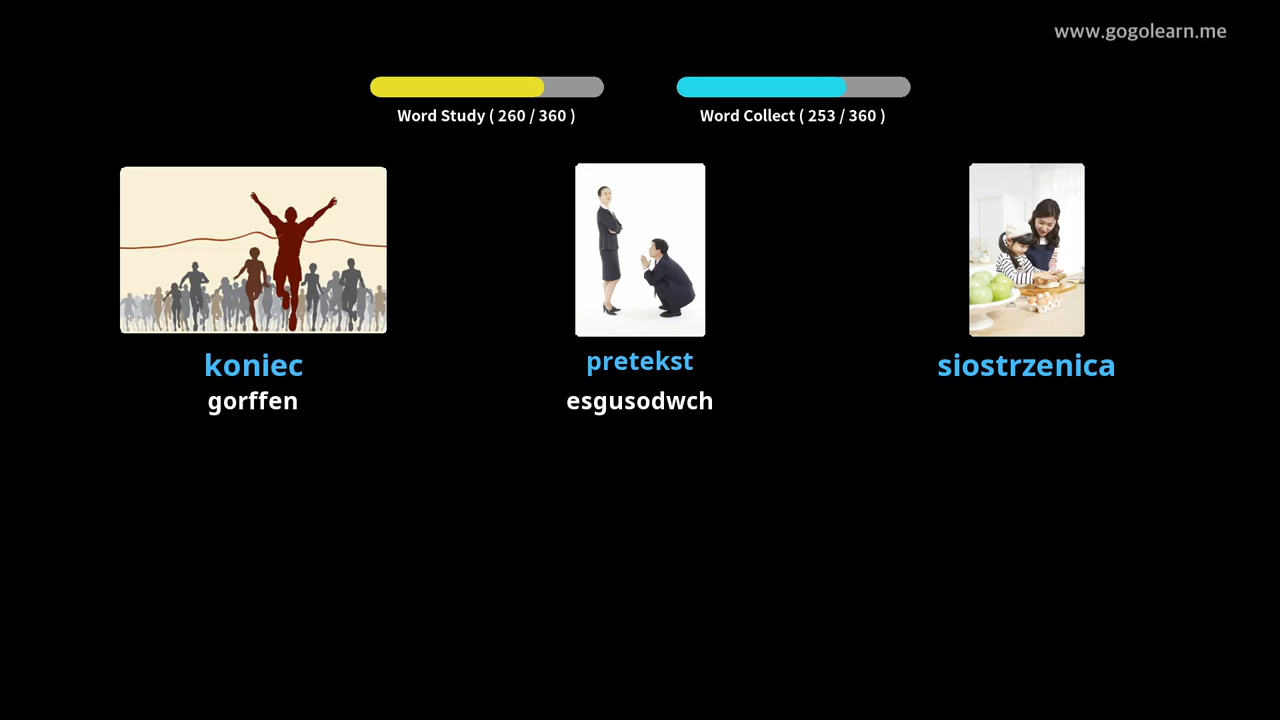 www.gogolearn.me
Word Study ( 260 / 360 )
Word Collect ( 253 / 360 )
koniec
pretekst
siostrzenica
gorffen
esgusodwch